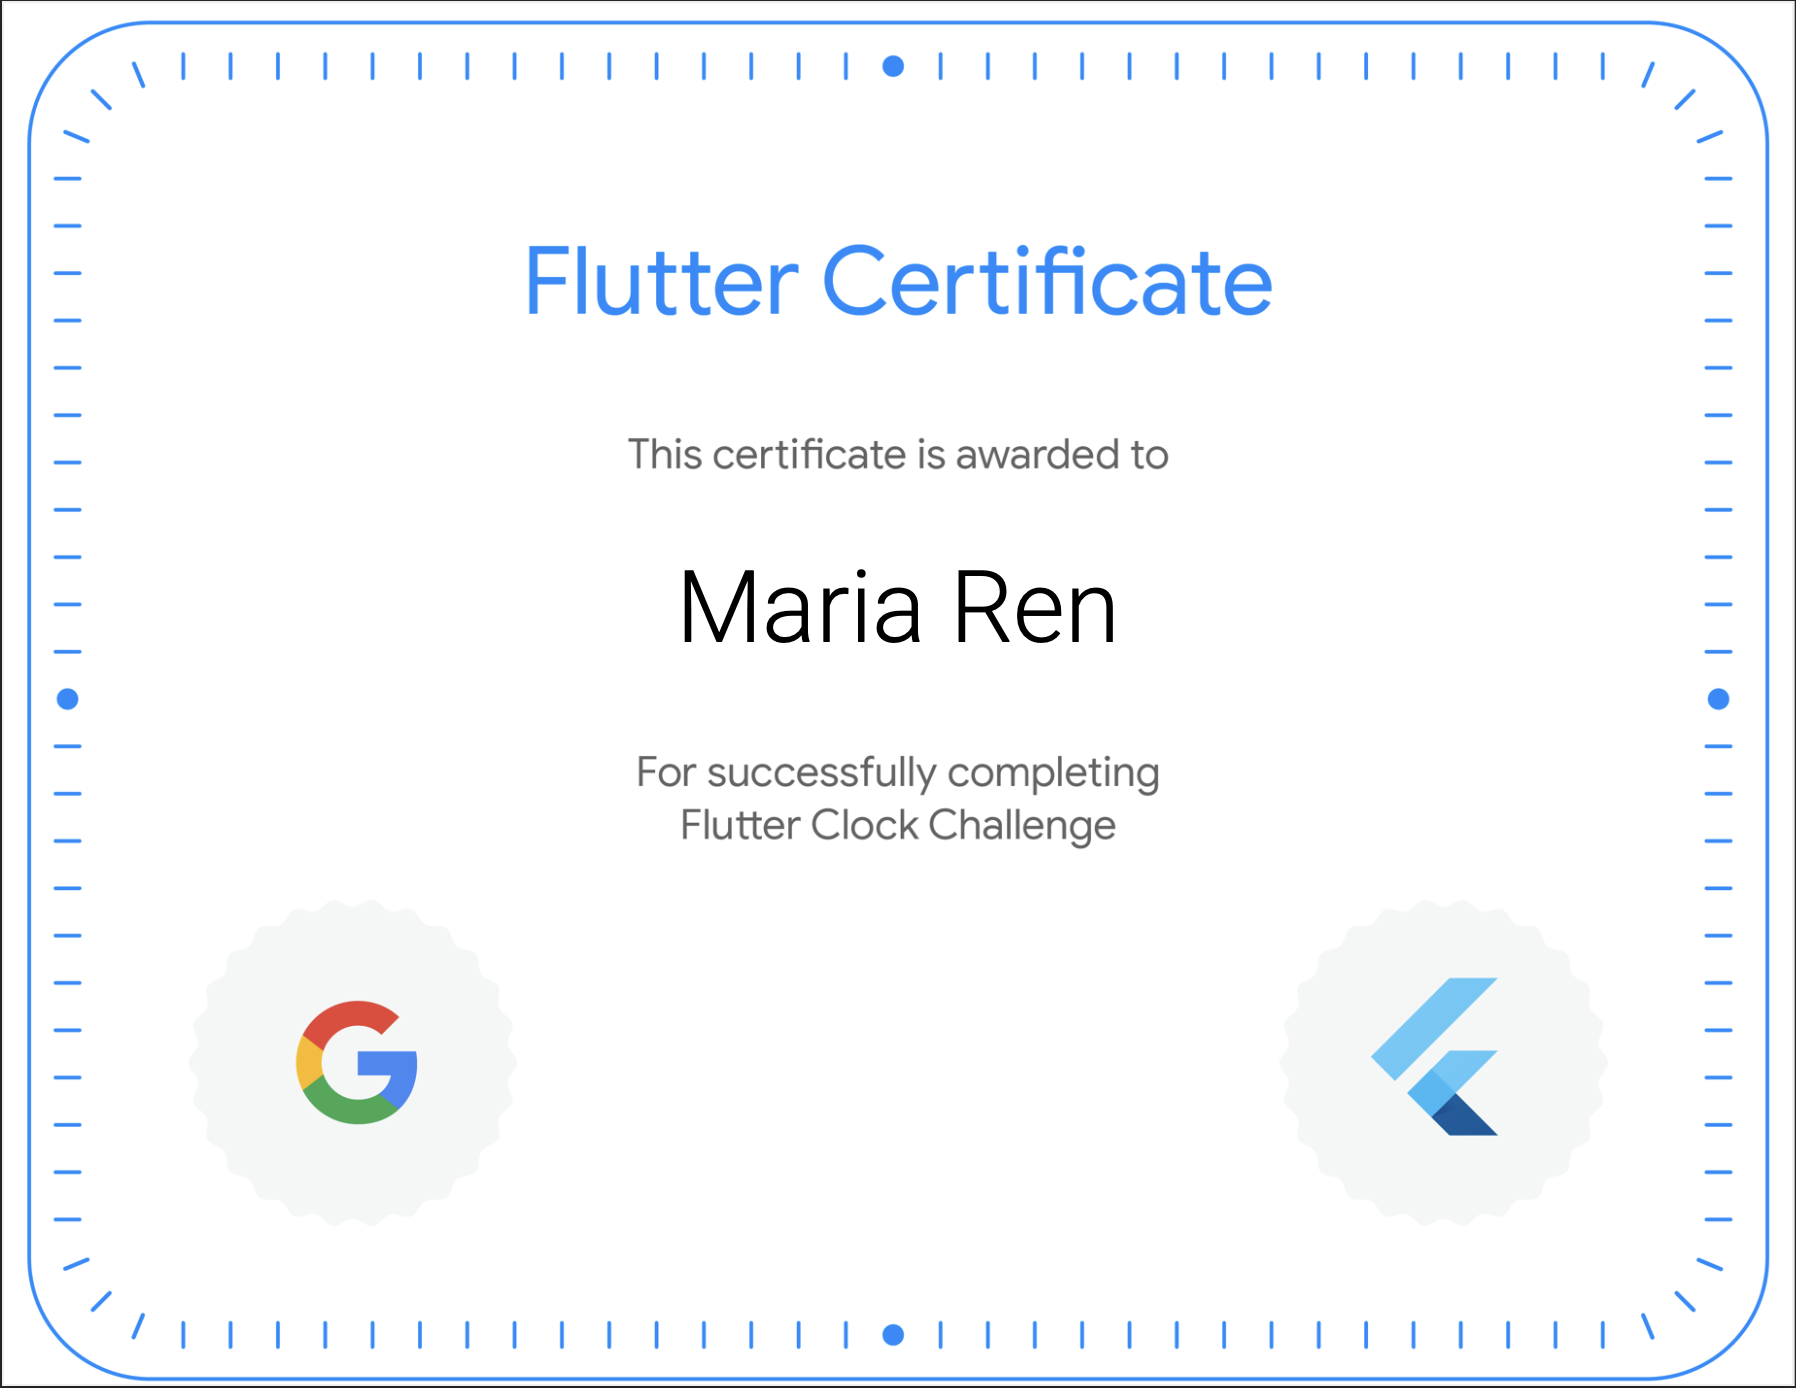 Flutter Certificate
This certificate is awarded to
Maria Ren
For successfully completing
Flutter Clock Challenge